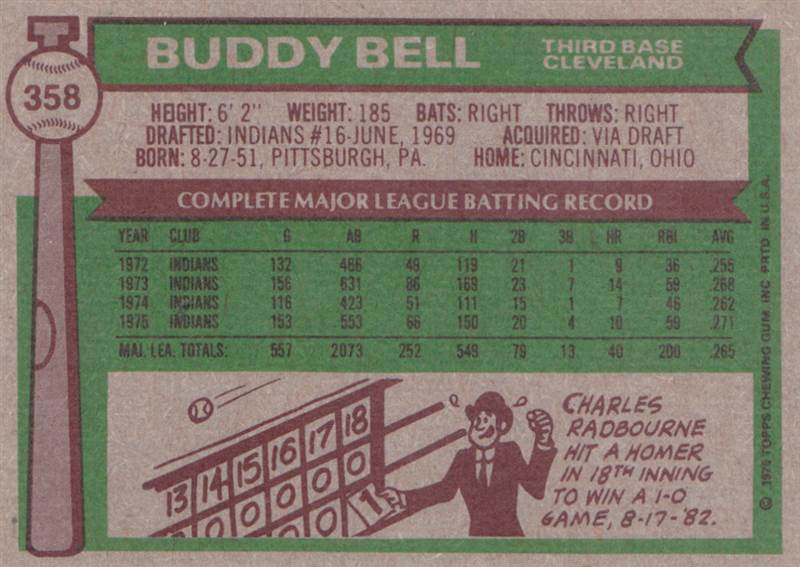 T
358
BUDDY BELL
THIRD BASE
CLEVELAND
HEIGHT: 6' 2" WEIGHT: 185 BATS: RIGHT THROWS: RIGHT
DRAFTED: INDIANS #16-JUNE, 1969 ACQUIRED: VIA DRAFT
BORN: 8-27-51, PITTSBURGH, PA. HOME: CINCINNATI, OHIO
COMPLETE MAJOR LEAGUE BATTING RECORD
YEAR CLUB G AB R H 2B 3B HR RBI AVG
1972 INDIANS 132 466 49 119 21 1 9 36 .255
1973 INDIANS 156 631 86 169 23 7 14 59 .268
1974 INDIANS 116 423 51 111 15 1 7 46 .262
1975 INDIANS 153 553 66 150 20 4 10 59 .271
MAJ. LEA. TOTALS: 557 2073 252 549 79 13 40 200 .265
13 14 15 16 17 18
0 0 0 0 0 1
CHARLES
RADBOURNE
HIT A HOMER
IN 18TH INNING
TO WIN A 1-0
GAME, 8-17-'82.
© 1976 TOPPS CHEWING GUM, INC. PRTD. IN U.S.A.